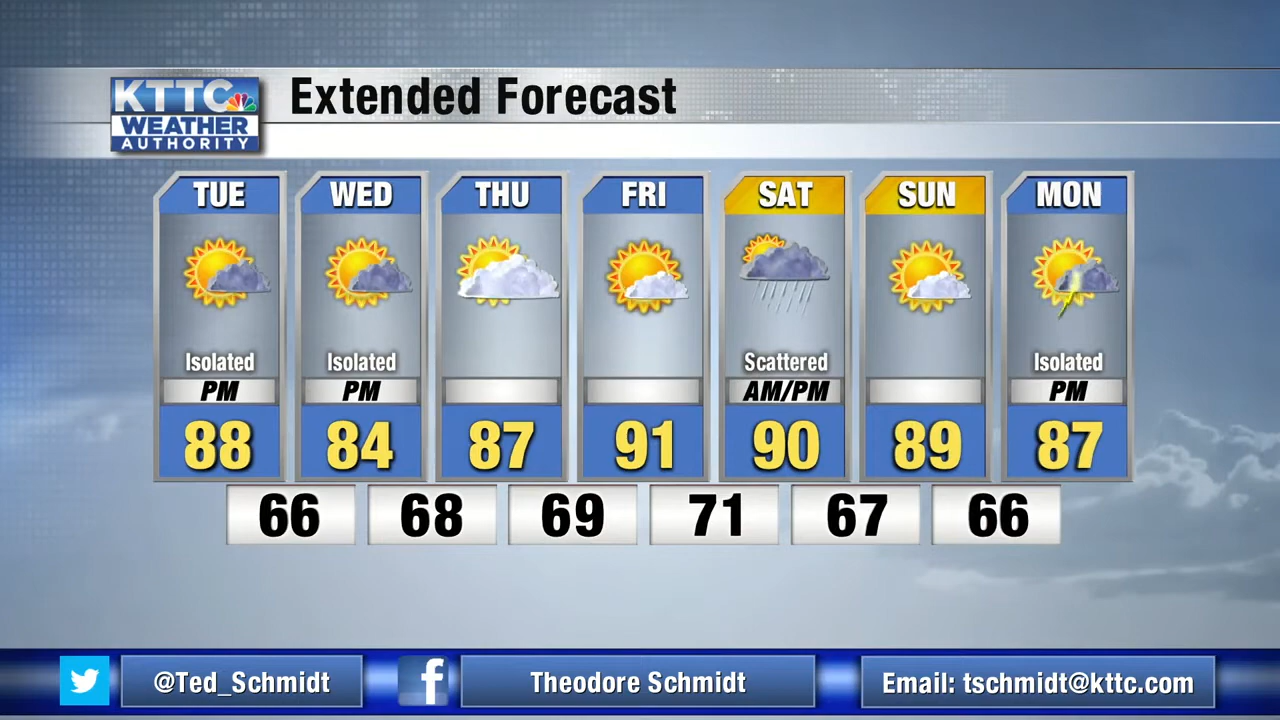 KTTC
WEATHER
AUTHORITY
Extended Forecast
TUE WED THU FRI SAT SUN MON
Isolated Isolated Scattered Isolated
PM PM AM/PM PM
88 84 87 91 90 89 87
66 68 69 71 67 66
@Ted_Schmidt f Theodore Schmidt Email: tschmidt@kttc.com